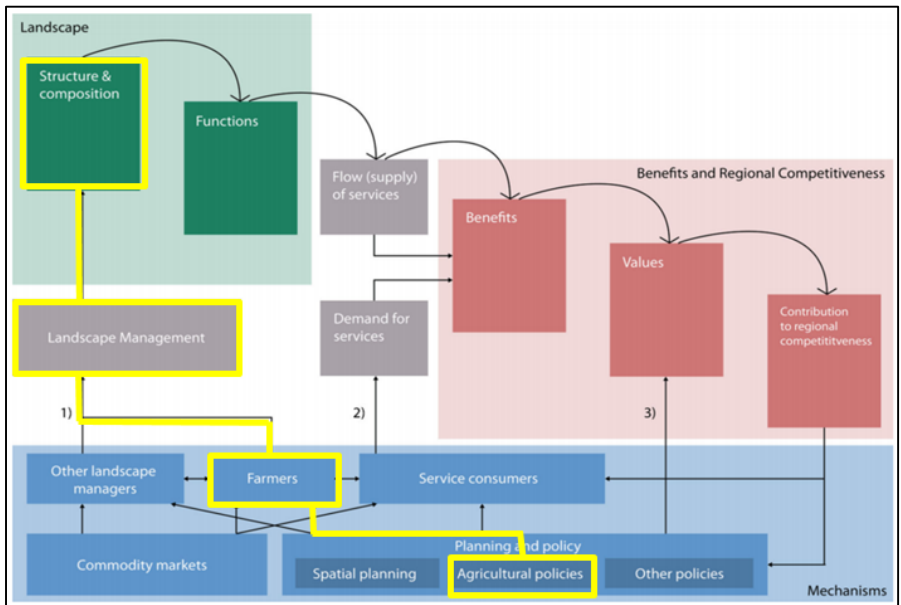 Landscape
Structure &
composition
Functions
Flow (supply)
of services
Benefits and Regional Competitiveness
Benefits
Values
Contribution
to regional
competititveness
Landscape Management
Demand for
services
1)
2)
3)
Other landscape
managers
Farmers
Service consumers
Commodity markets
Planning and policy
Spatial planning
Agricultural policies
Other policies
Mechanisms